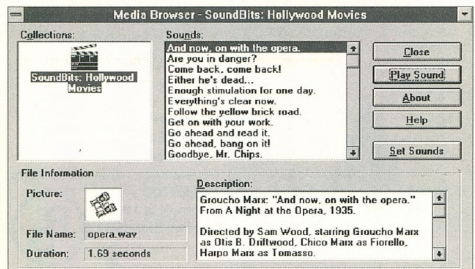 Media Browser - SoundBits: Hollywood Movies
Collections:
SoundBits: Hollywood
Movies
Sounds:
And now, on with the opera.
Are you in danger?
Come back, come back!
Either he's dead...
Enough stimulation for one day.
Everything's clear now.
Follow the yellow brick road.
Get on with your work.
Go ahead and read it.
Go ahead, bang on it!
Goodbye, Mr. Chips.
Close
Play Sound
About
Help
Set Sounds
File Information
Picture:
File Name: opera.wav
Duration: 1.69 seconds
Description:
Groucho Marx: "And now, on with the opera."
From A Night at the Opera, 1935.
Directed by Sam Wood, starring Groucho Marx
as Otis B. Driftwood, Chico Marx as Fiorello,
Harpo Marx as Tomasso.